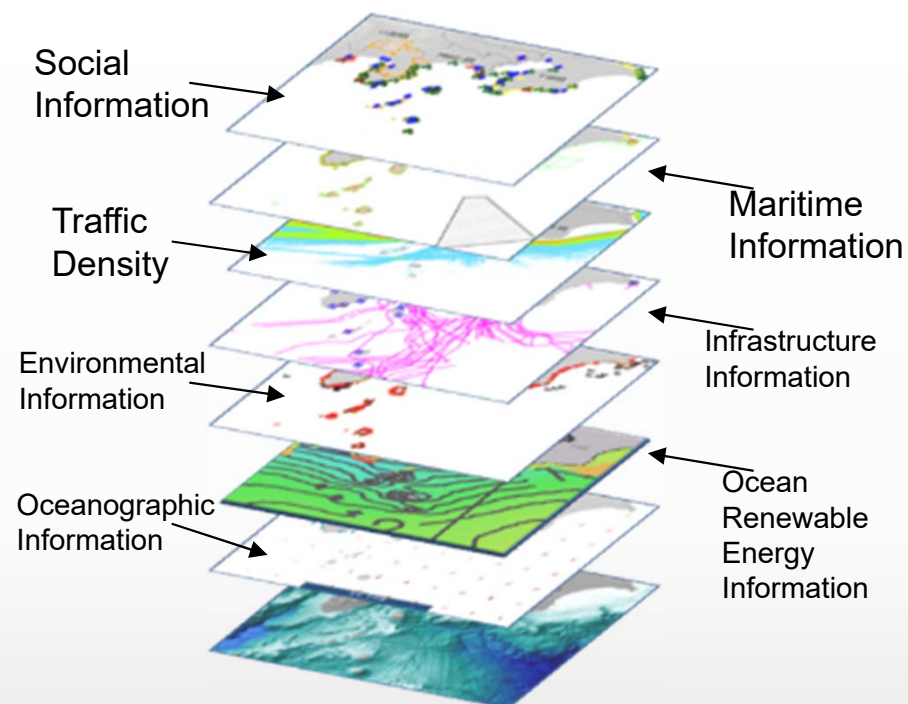 Social
Information
Maritime
Information
Traffic
Density
Infrastructure
Information
Environmental
Information
Ocean
Renewable
Energy
Information
Oceanographic
Information